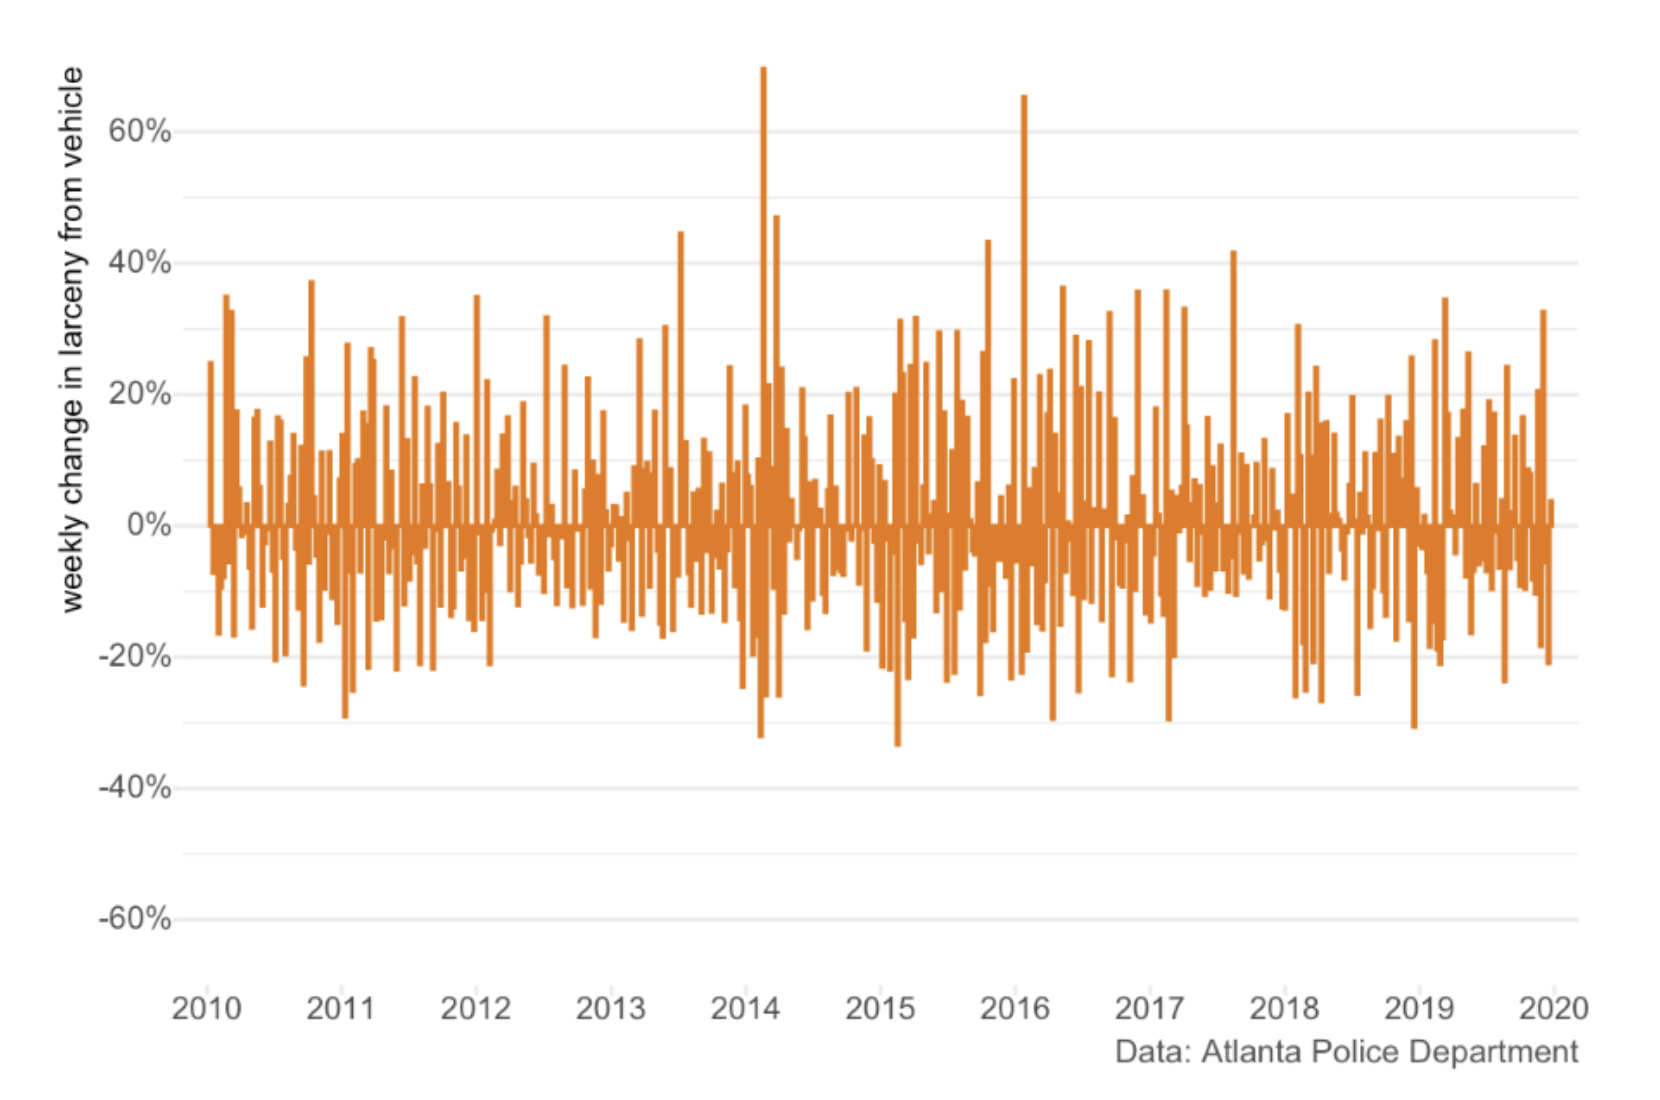 weekly change in larceny from vehicle
60%
40%
20%
0%
-20%
-40%
-60%
2010 2011 2012 2013 2014 2015 2016 2017 2018 2019 2020
Data: Atlanta Police Department